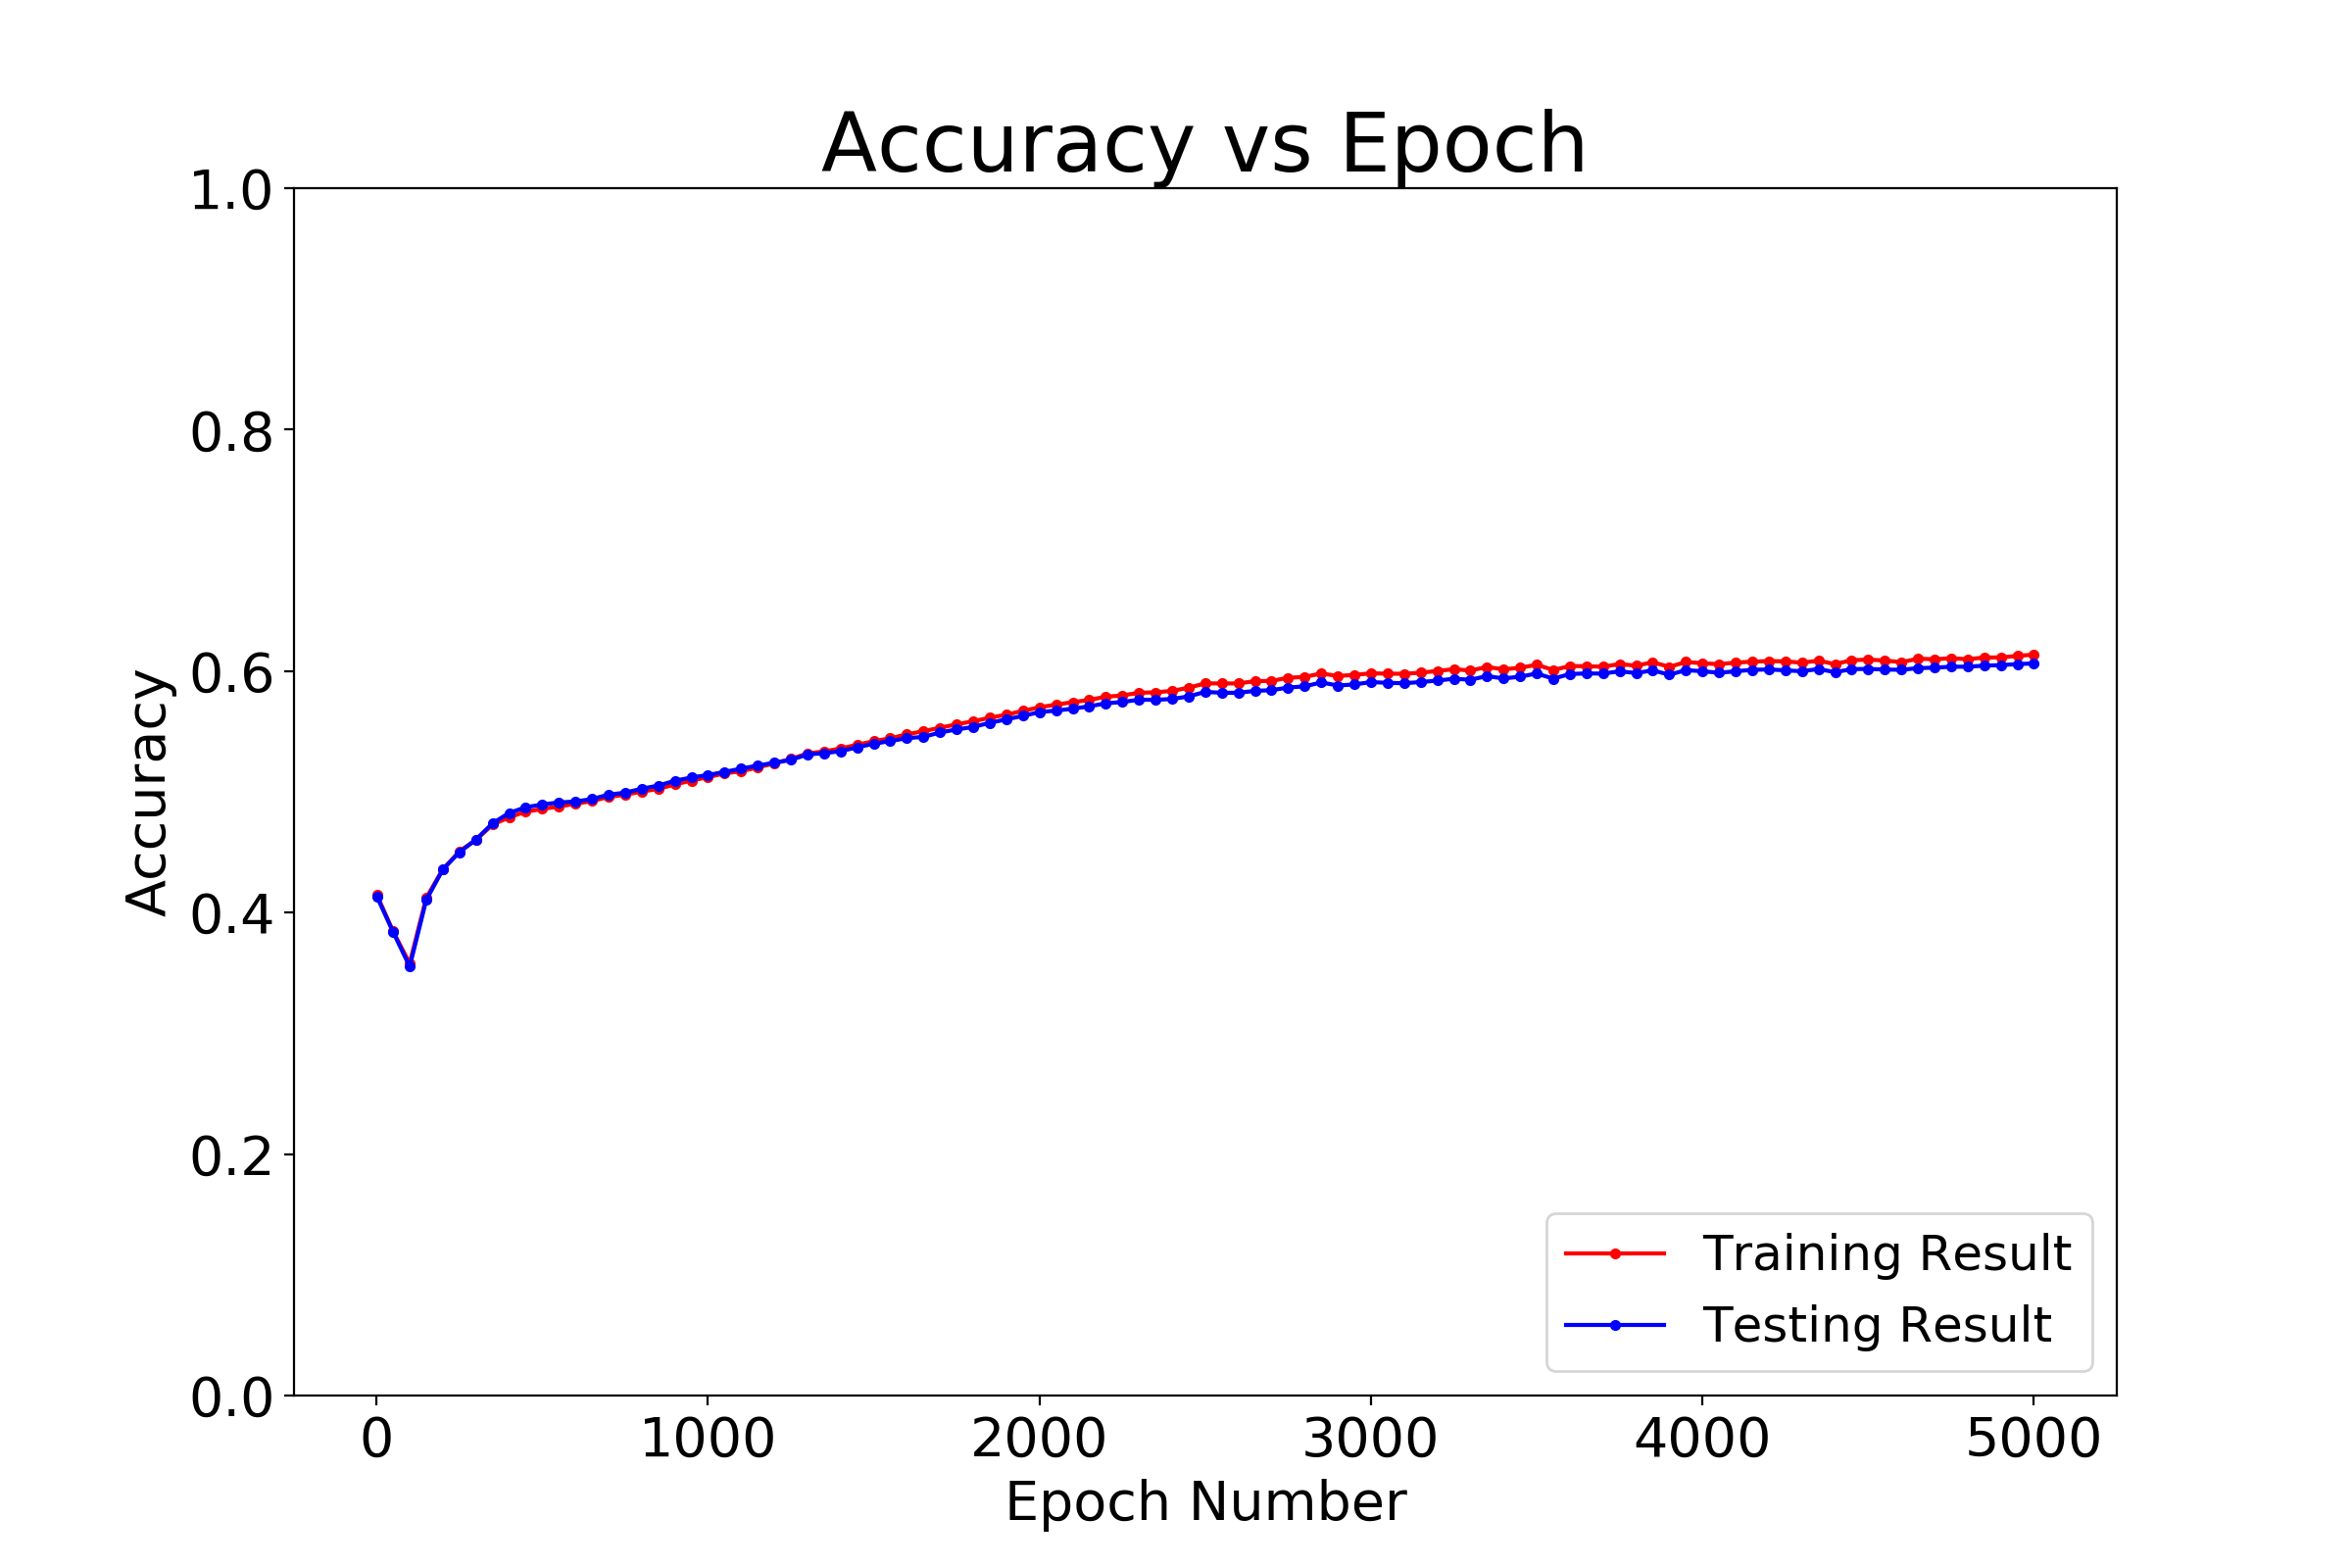 Accuracy vs Epoch
1.0
0.8
0.6
0.4
0.2
0.0
Accuracy
0 1000 2000 3000 4000 5000
Epoch Number
Training Result
Testing Result